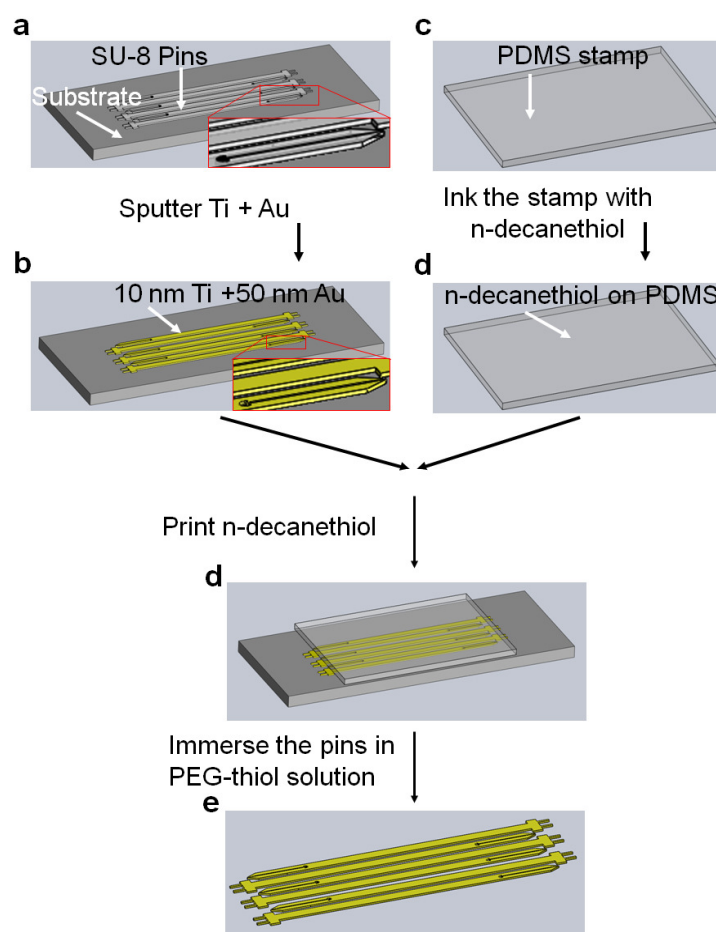 a
SU-8 Pins
Substrate
c
PDMS stamp
Sputter Ti + Au
Ink the stamp with
n-decanethiol
b
10 nm Ti +50 nm Au
d
n-decanethiol on PDMS
Print n-decanethiol
d
Immerse the pins in
PEG-thiol solution
e